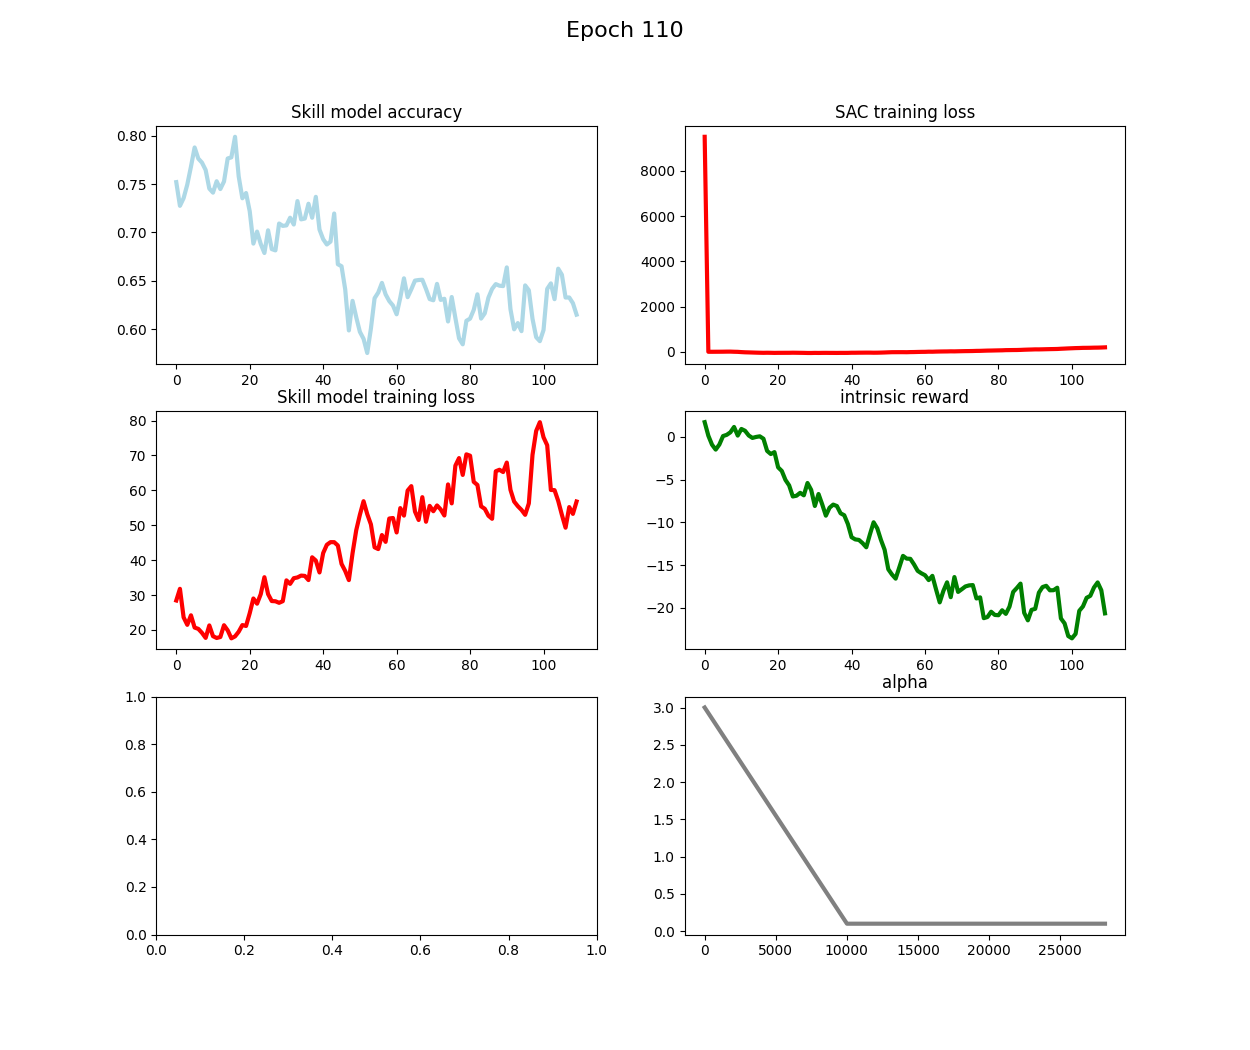 Epoch 110
Skill model accuracy
0.80
0.75
0.70
0.65
0.60
0 20 40 60 80 100
SAC training loss
8000
6000
4000
2000
0
0 20 40 60 80 100
Skill model training loss
80
70
60
50
40
30
20
0 20 40 60 80 100
intrinsic reward
0
−5
−10
−15
−20
0 20 40 60 80 100
1.0
0.8
0.6
0.4
0.2
0.0
0.0 0.2 0.4 0.6 0.8 1.0
alpha
3.0
2.5
2.0
1.5
1.0
0.5
0.0
0 5000 10000 15000 20000 25000